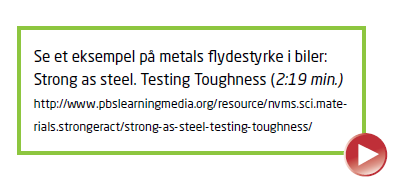 Se et eksempel på metals flydestyrke i biler:
Strong as steel. Testing Toughness (2:19 min.)
http://www.pbslearningmedia.org/resource/nvms.sci.mate-
rials.strongeract/strong-as-steel-testing-toughness/